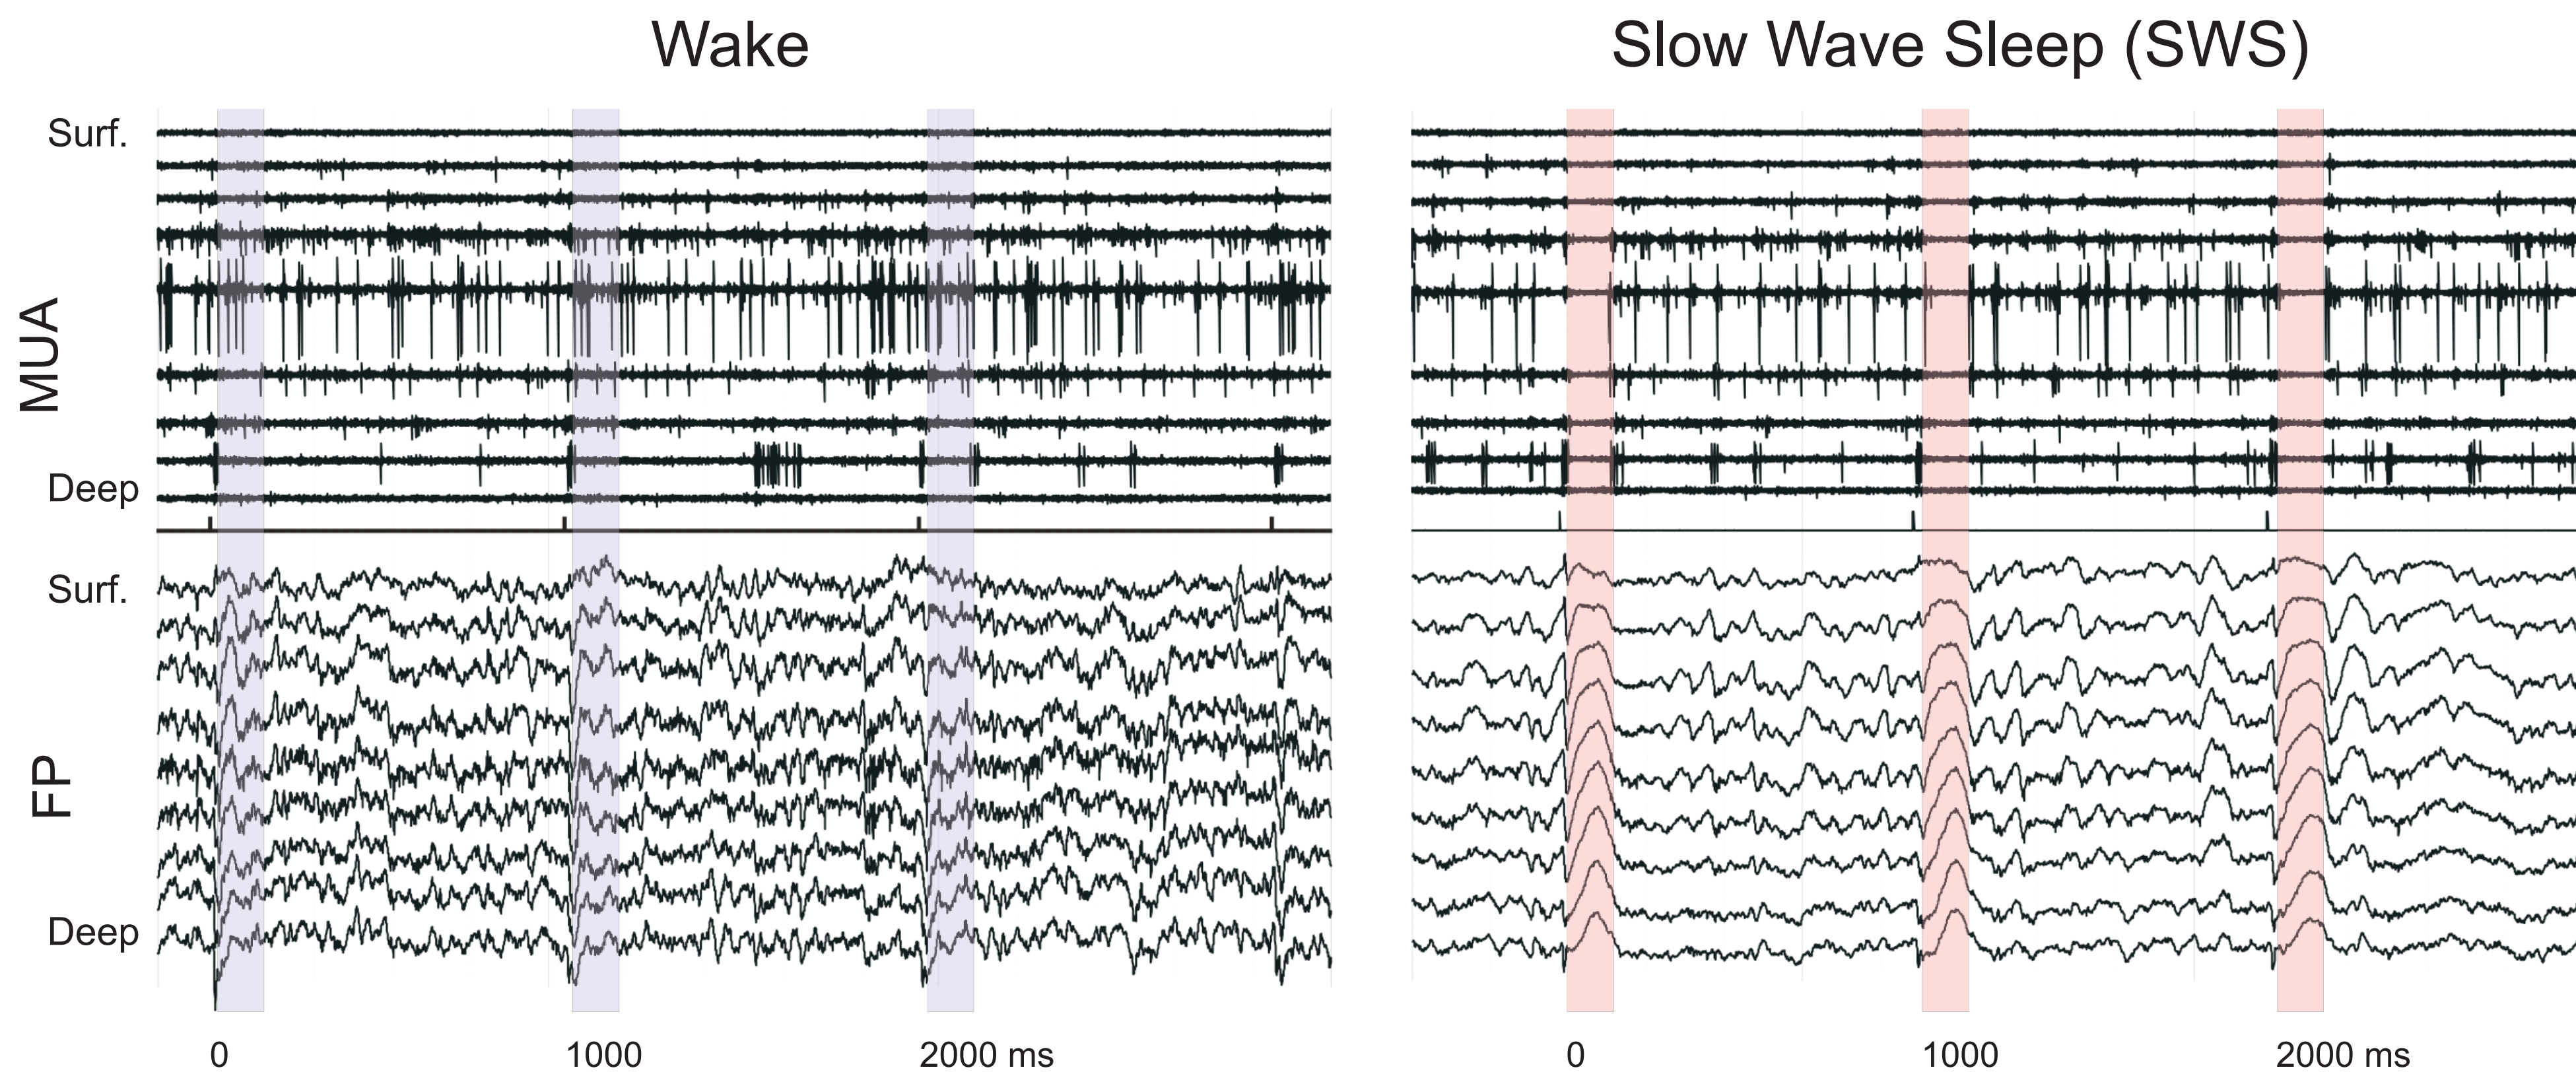 Wake
Slow Wave Sleep (SWS)
Surf.
MUA
Deep
Surf.
FP
Deep
0
1000
2000 ms
0
1000
2000 ms